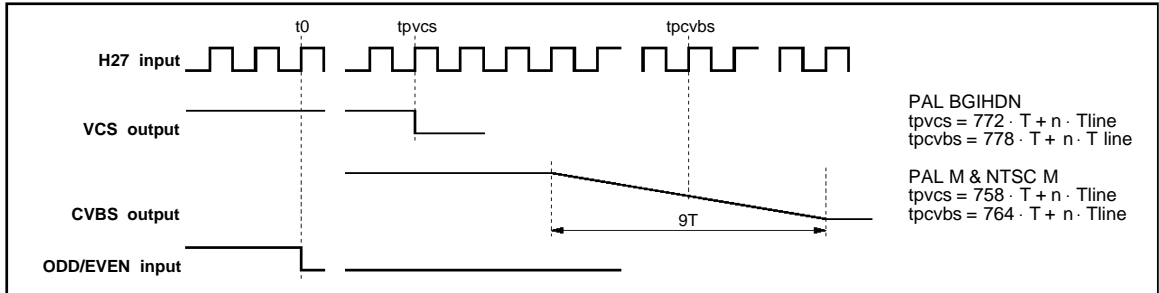 t0
tpvcs
tpcvbs
H27 input
VCS output
CVBS output
9T
ODD/EVEN input
PAL BGIHDN
tpvcs = 772 · T + n · Tline
tpcvbs = 778 · T + n · T line
PAL M & NTSC M
tpvcs = 758 · T + n · Tline
tpcvbs = 764 · T + n · Tline